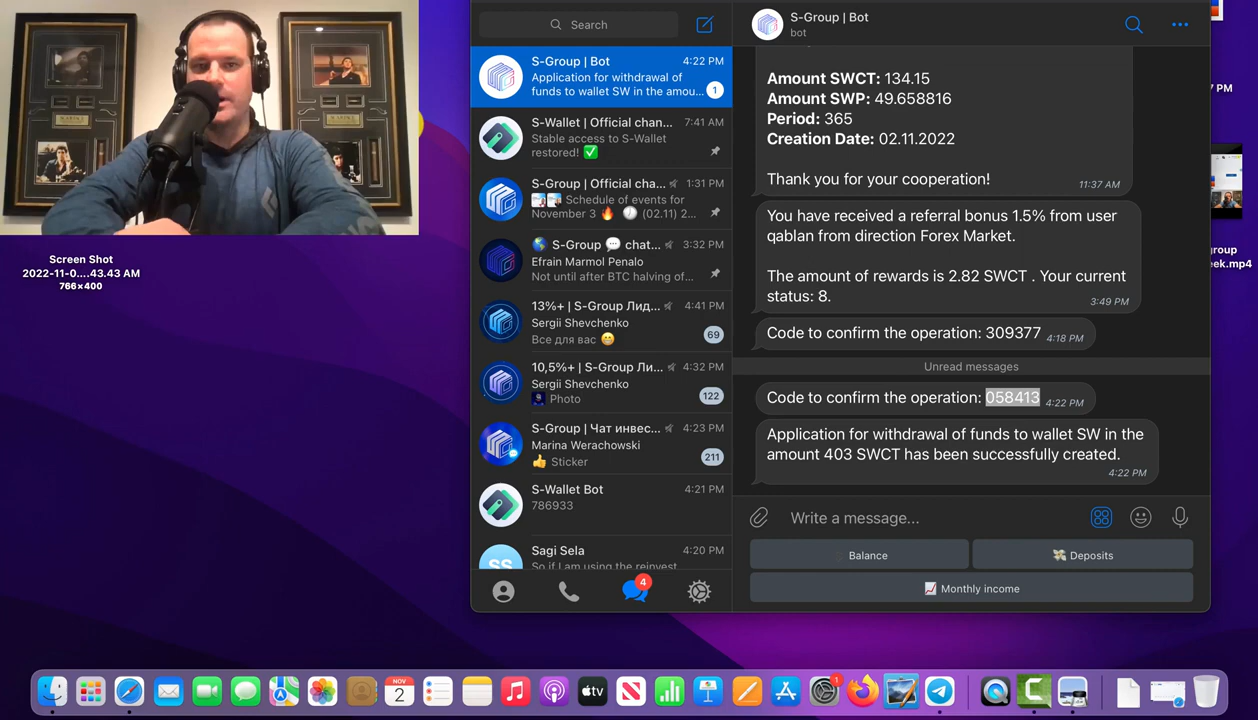 Screen Shot
2022-11-0....43.43 AM
766×400
Search
S-Group | Bot
4:22 PM
Application for withdrawal of
funds to wallet SW in the amou...
1
S-Wallet | Official chan...
7:41 AM
Stable access to S-Wallet
restored! ✅
S-Group | Official cha...
1:31 PM
Schedule of events for
November 3 🔥 🕖 (02.11) 2...
🌎 S-Group 💬 chat...
3:32 PM
Efrain Marmol Penalo
Not until after BTC halving of...
13%+ | S-Group Лид...
4:41 PM
Sergii Shevchenko
Все для вас 😁
69
10,5%+ | S-Group Ли...
4:32 PM
Sergii Shevchenko
Photo
122
S-Group | Чат инвес...
4:23 PM
Marina Werachowski
👍 Sticker
211
S-Wallet Bot
4:21 PM
786933
Sagi Sela
4:20 PM
So if I am using the reinvest
4
S-Group | Bot
bot
Amount SWCT: 134.15
Amount SWP: 49.658816
Period: 365
Creation Date: 02.11.2022
Thank you for your cooperation!
11:37 AM
You have received a referral bonus 1.5% from user
qablan from direction Forex Market.
The amount of rewards is 2.82 SWCT . Your current
status: 8.
3:49 PM
Code to confirm the operation: 309377
4:18 PM
Unread messages
Code to confirm the operation: 058413
4:22 PM
Application for withdrawal of funds to wallet SW in the
amount 403 SWCT has been successfully created.
4:22 PM
Write a message...
Balance
💸 Deposits
📈 Monthly income
7 PM
group
eek.mp4
NOV
2
tv
1